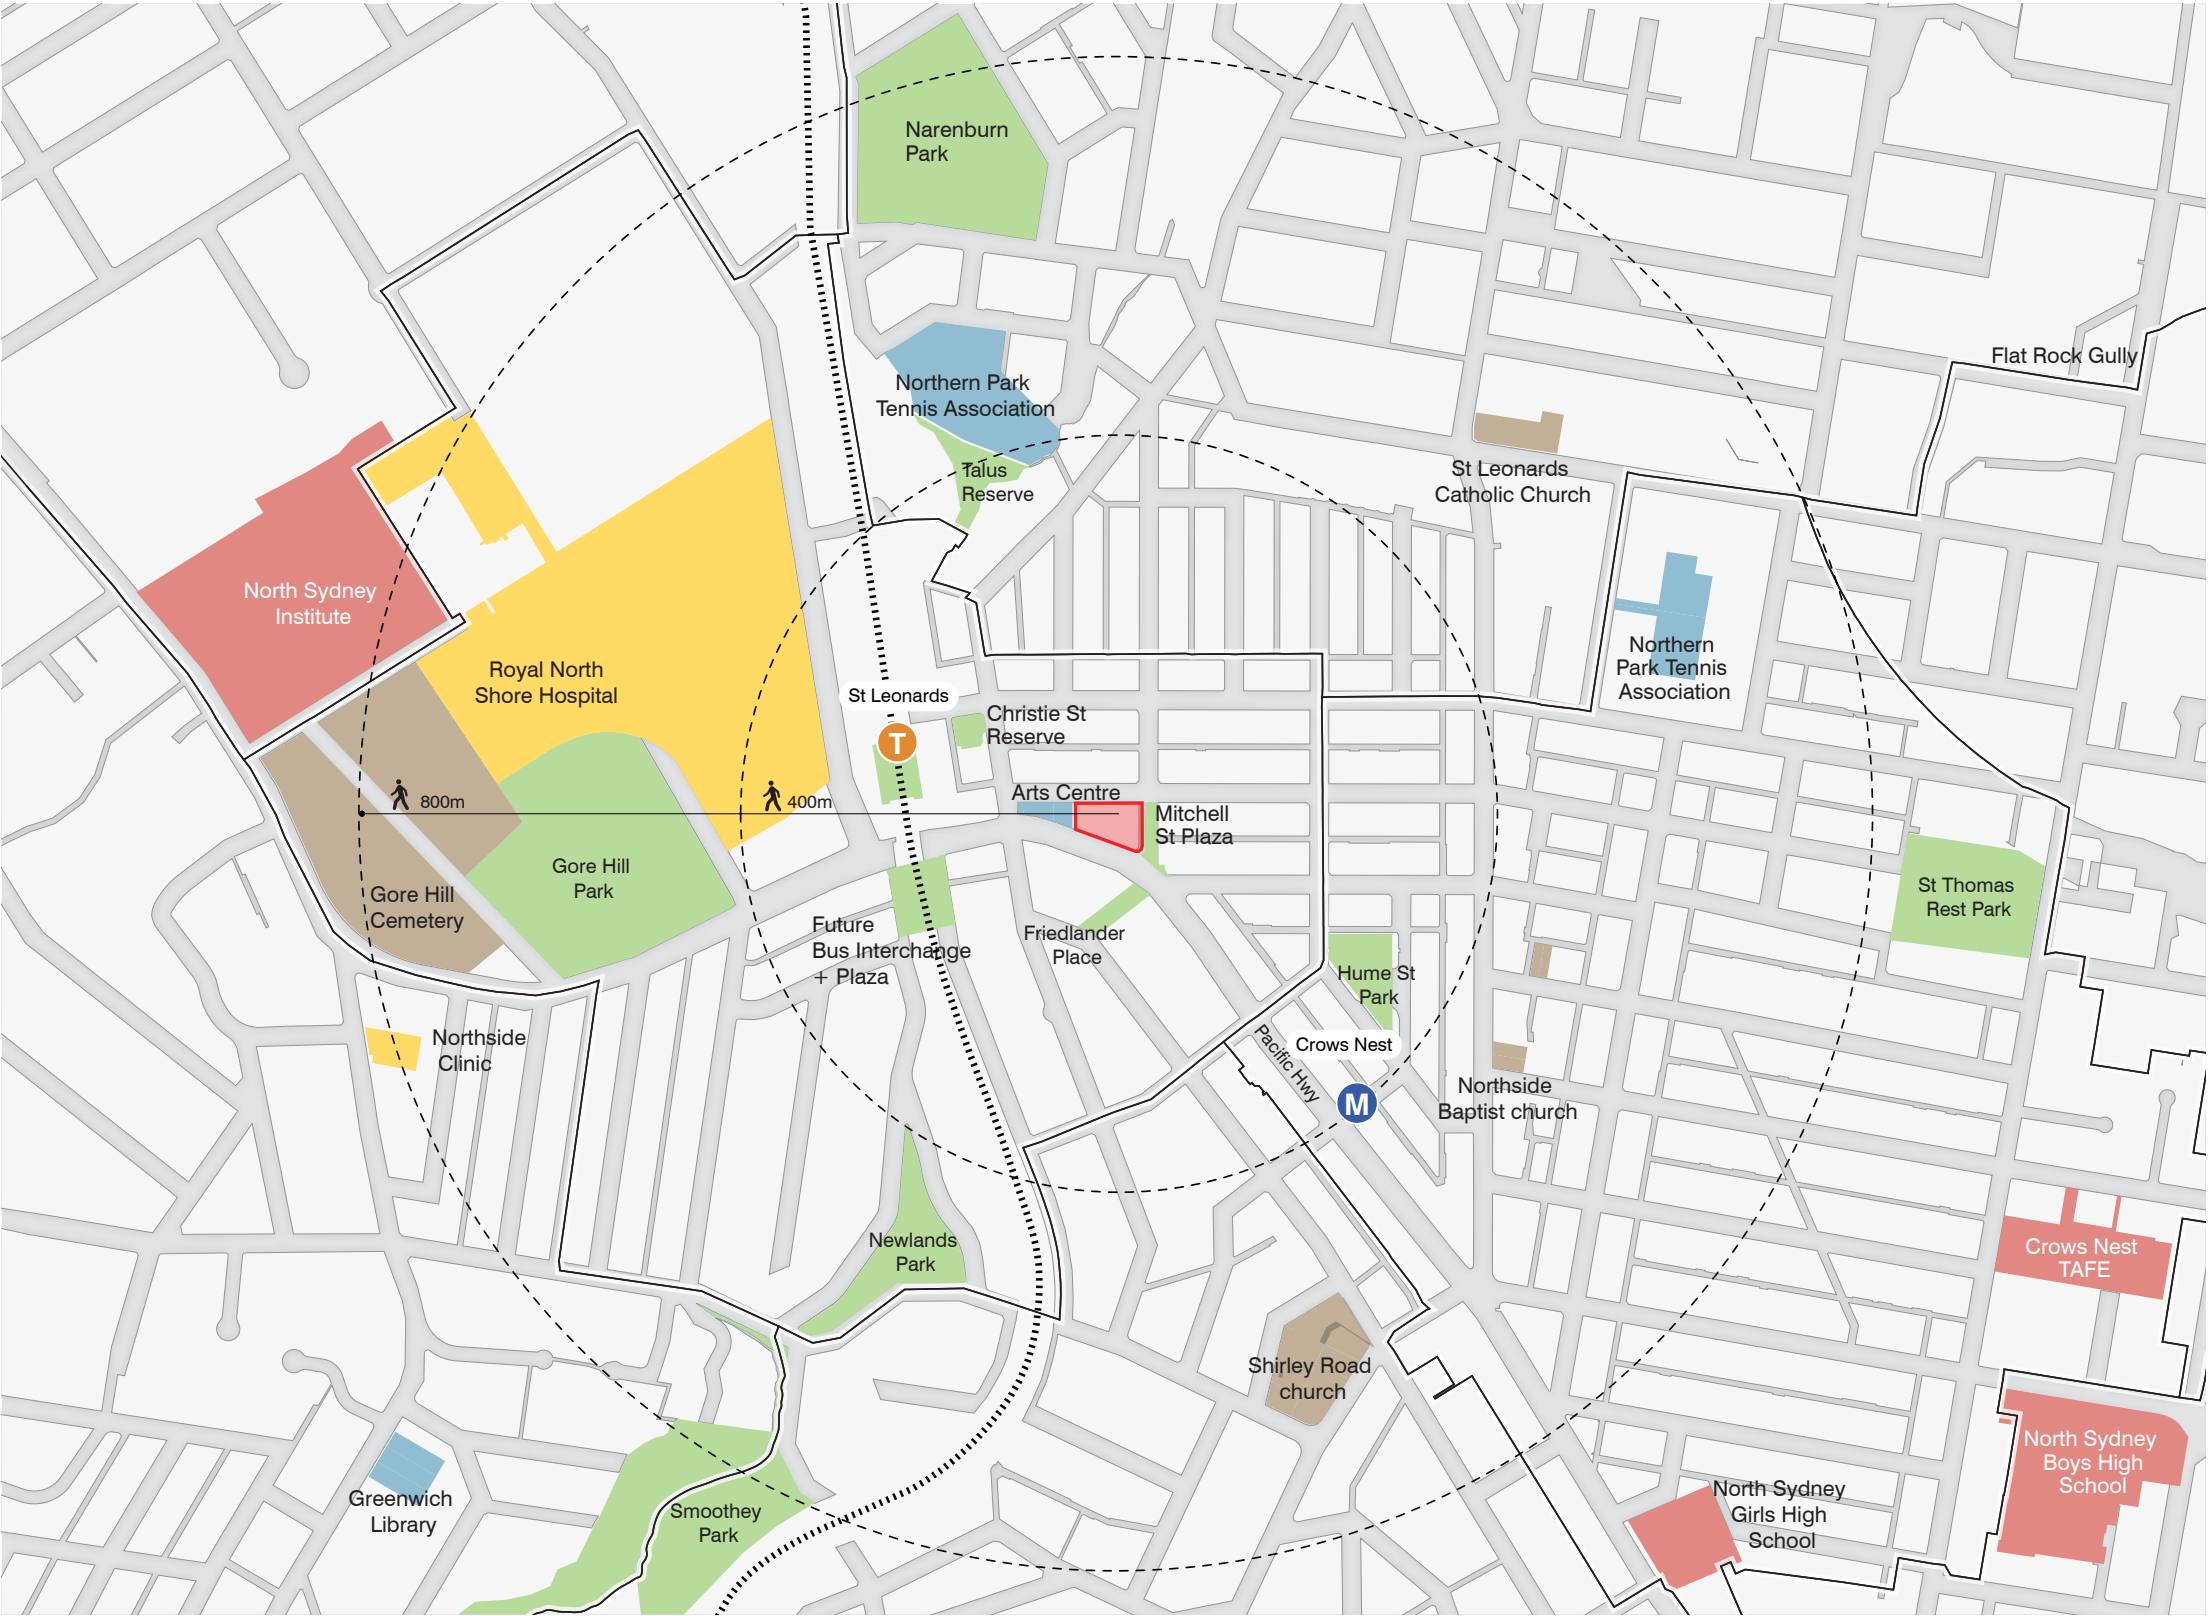 Narenburn
Park
Flat Rock Gully
Northern Park
Tennis Association
Talus
Reserve
St Leonards
Catholic Church
North Sydney
Institute
Royal North
Shore Hospital
Northern
Park Tennis
Association
St Leonards
T
Christie St
Reserve
800m
400m
Arts Centre
Mitchell
St Plaza
Gore Hill
Park
Gore Hill
Cemetery
St Thomas
Rest Park
Future
Bus Interchange
+ Plaza
Friedlander
Place
Hume St
Park
Northside
Clinic
Pacific Hwy
Crows Nest
M
Northside
Baptist church
Newlands
Park
Crows Nest
TAFE
Shirley Road
church
North Sydney
Boys High
School
Greenwich
Library
Smoothey
Park
North Sydney
Girls High
School